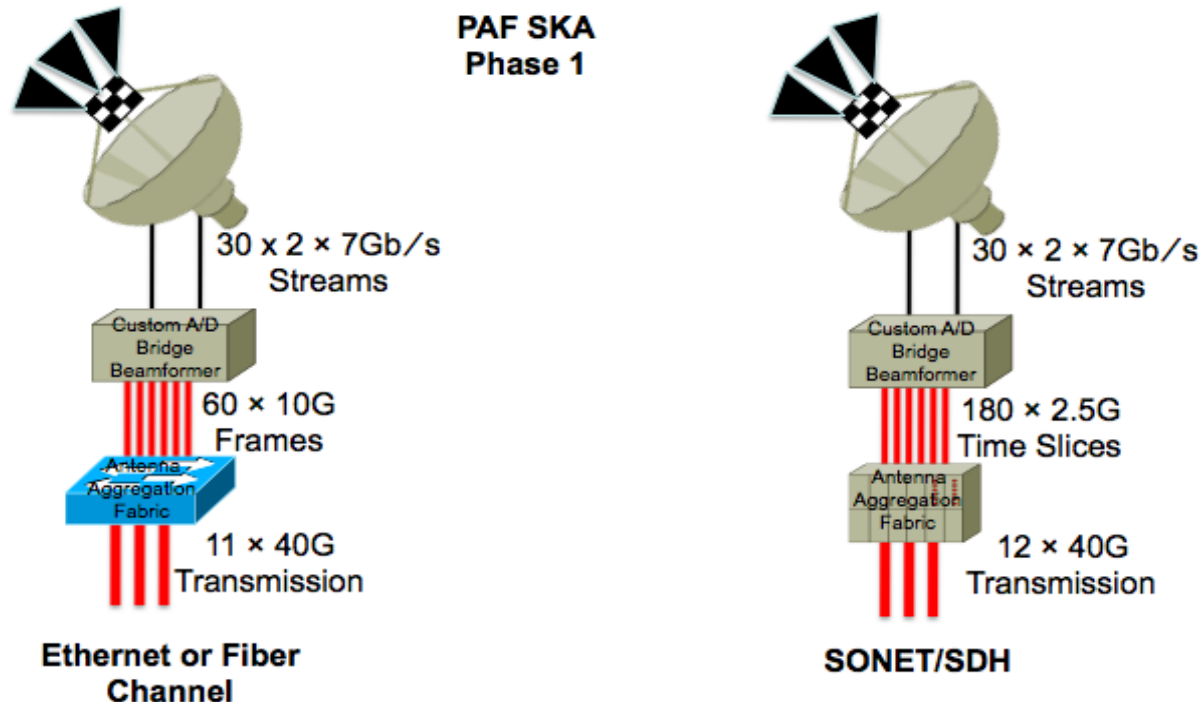 PAF SKA
Phase 1
30 x 2 × 7Gb/s
Streams
Custom A/D
Bridge
Beamformer
60 × 10G
Frames
Antenna
Aggregation
Fabric
11 × 40G
Transmission
Ethernet or Fiber
Channel
30 × 2 × 7Gb/s
Streams
Custom A/D
Bridge
Beamformer
180 × 2.5G
Time Slices
Antenna
Aggregation
Fabric
12 × 40G
Transmission
SONET/SDH